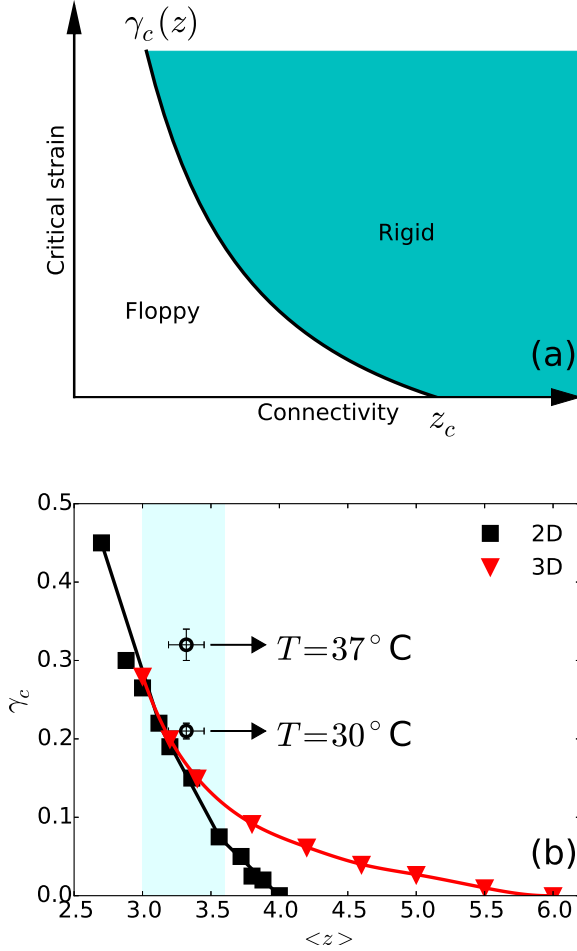 γc(z)
Critical strain
Rigid
Floppy
(a)
Connectivity
zc
0.5
0.4
0.3
0.2
0.1
0.0
γc
2D
3D
T=37°C
T=30°C
(b)
2.5 3.0 3.5 4.0 4.5 5.0 5.5 6.0
<z>